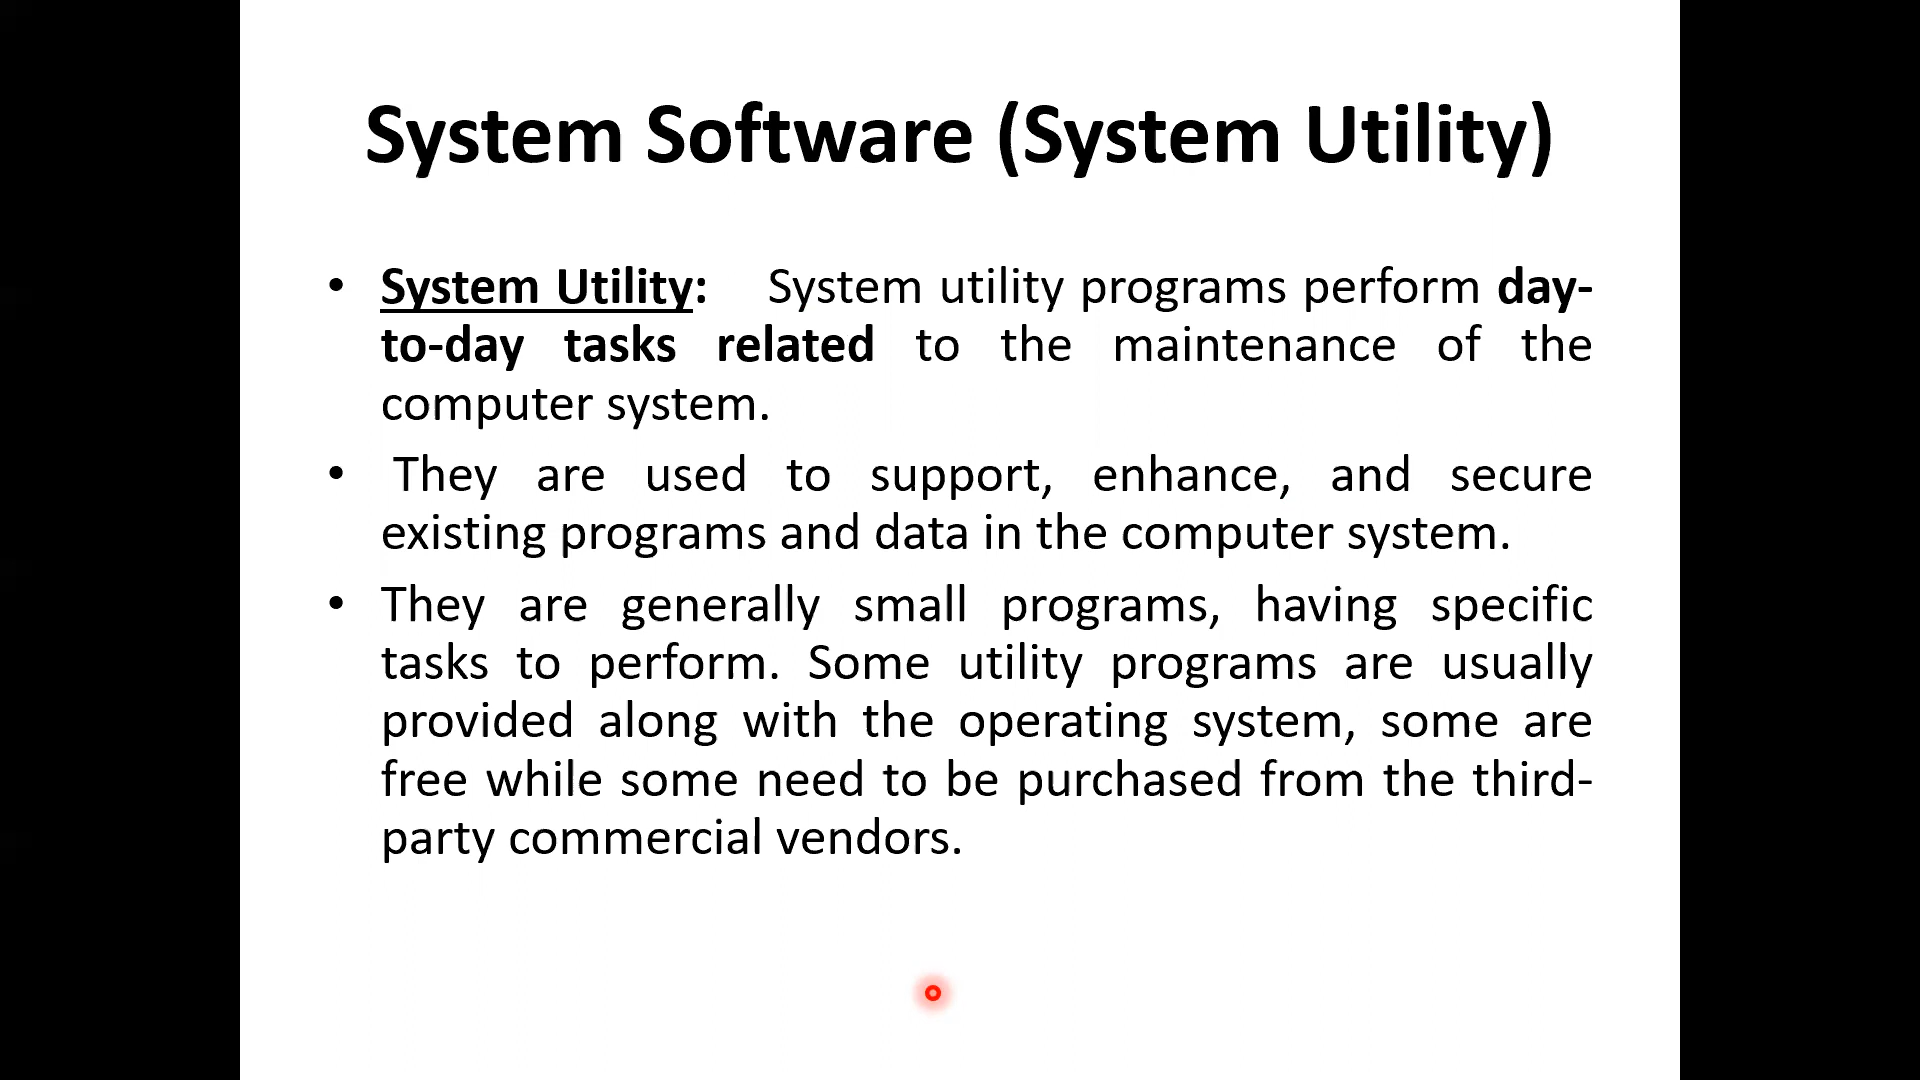 System Software (System Utility)
• System Utility: System utility programs perform day-
to-day tasks related to the maintenance of the
computer system.
• They are used to support, enhance, and secure
existing programs and data in the computer system.
• They are generally small programs, having specific
tasks to perform. Some utility programs are usually
provided along with the operating system, some are
free while some need to be purchased from the third-
party commercial vendors.